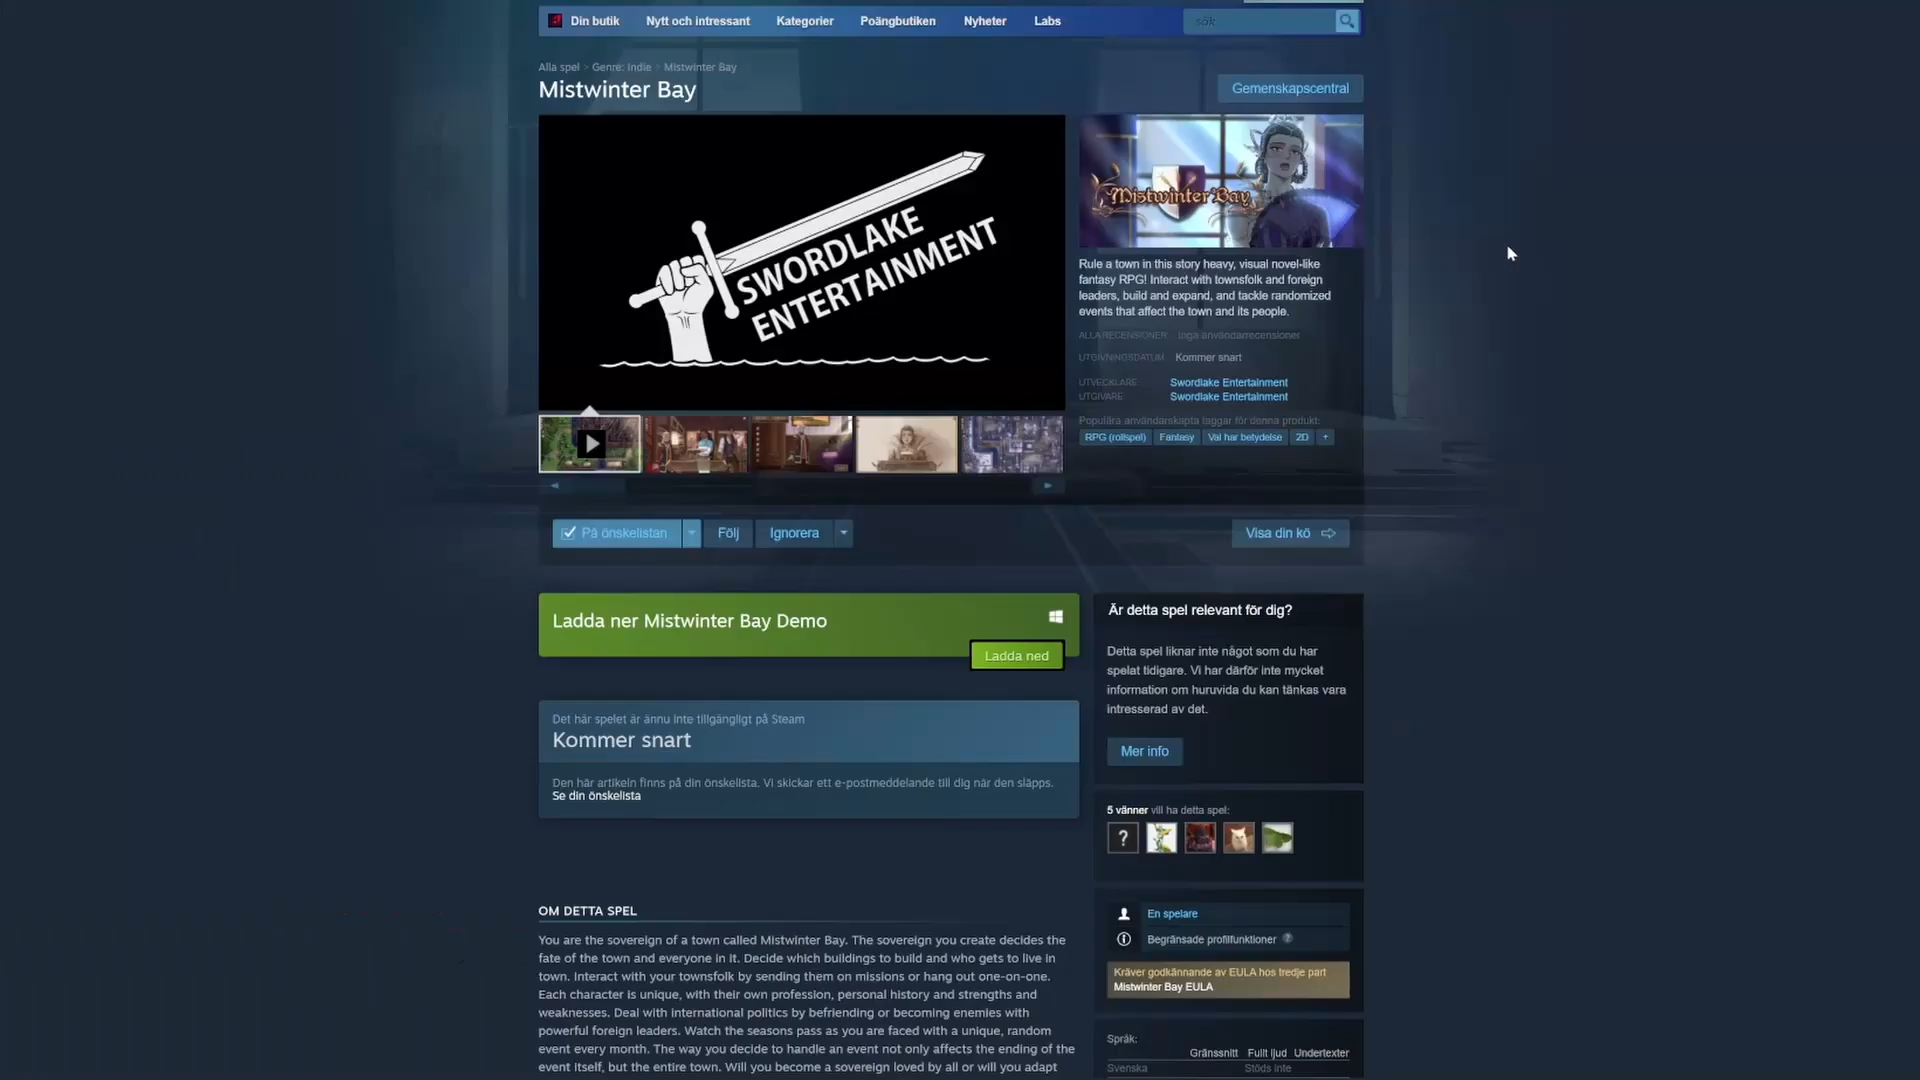 Din butik Nytt och intressant Kategorier Poängbutiken Nyheter Labs sök
Alla spel > Genre: Indie > Mistwinter Bay
Mistwinter Bay
Gemenskapscentral
SWORDLAKE
ENTERTAINMENT
Mistwinter Bay
Rule a town in this story heavy, visual novel-like
fantasy RPG! Interact with townsfolk and foreign
leaders, build and expand, and tackle randomized
events that affect the town and its people.
ALLA RECENSIONER: Inga användarrecensioner
UTGIVNINGSDATUM: Kommer snart
UTVECKLARE: Swordlake Entertainment
UTGIVARE: Swordlake Entertainment
Populära användarskapta taggar för denna produkt:
RPG (rollspel) Fantasy Val har betydelse 2D +
På önskelistan Följ Ignorera Visa din kö
Ladda ner Mistwinter Bay Demo
Ladda ned
Det här spelet är ännu inte tillgängligt på Steam
Kommer snart
Den här artikeln finns på din önskelista. Vi skickar ett e-postmeddelande till dig när den släpps.
Se din önskelista
Är detta spel relevant för dig?
Detta spel liknar inte något som du har
spelat tidigare. Vi har därför inte mycket
information om huruvida du kan tänkas vara
intresserad av det.
Mer info
5 vänner vill ha detta spel:
?
En spelare
Begränsade profilfunktioner ?
Kräver godkännande av EULA hos tredje part
Mistwinter Bay EULA
Språk:
Gränssnitt Fullt ljud Undertexter
Svenska Stöds inte
OM DETTA SPEL
You are the sovereign of a town called Mistwinter Bay. The sovereign you create decides the
fate of the town and everyone in it. Decide which buildings to build and who gets to live in
town. Interact with your townsfolk by sending them on missions or hang out one-on-one.
Each character is unique, with their own profession, personal history and strengths and
weaknesses. Deal with international politics by befriending or becoming enemies with
powerful foreign leaders. Watch the seasons pass as you are faced with a unique, random
event every month. The way you decide to handle an event not only affects the ending of the
event itself, but the entire town. Will you become a sovereign loved by all or will you adapt